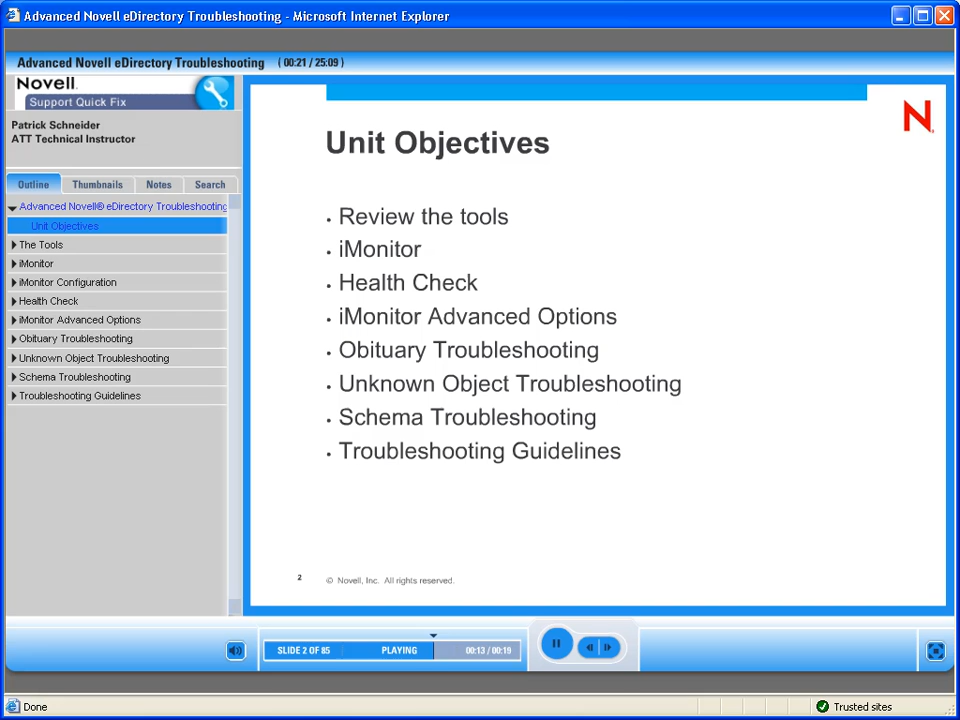 Advanced Novell eDirectory Troubleshooting - Microsoft Internet Explorer
Advanced Novell eDirectory Troubleshooting ( 00:21 / 25:09 )
Novell.
Support Quick Fix
Patrick Schneider
ATT Technical Instructor
Outline Thumbnails Notes Search
Advanced Novell® eDirectory Troubleshooting
Unit Objectives
The Tools
iMonitor
iMonitor Configuration
Health Check
iMonitor Advanced Options
Obituary Troubleshooting
Unknown Object Troubleshooting
Schema Troubleshooting
Troubleshooting Guidelines
N
Unit Objectives
• Review the tools
• iMonitor
• Health Check
• iMonitor Advanced Options
• Obituary Troubleshooting
• Unknown Object Troubleshooting
• Schema Troubleshooting
• Troubleshooting Guidelines
2 © Novell, Inc. All rights reserved.
SLIDE 2 OF 85 PLAYING 00:13 / 00:19
Done Trusted sites